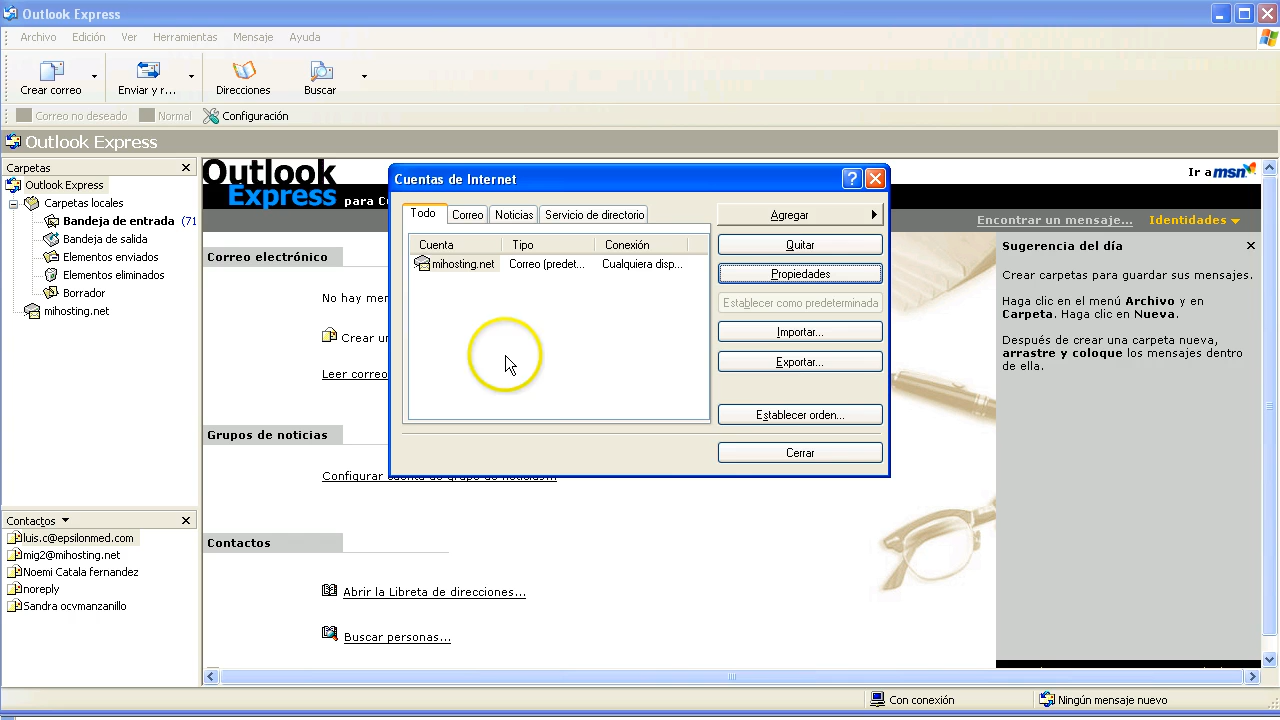 Outlook Express
Archivo Edición Ver Herramientas Mensaje Ayuda
Crear correo Enviar y r... Direcciones Buscar
Correo no deseado Normal Configuración
Outlook Express
Carpetas
Outlook Express
Carpetas locales
Bandeja de entrada (71
Bandeja de salida
Elementos enviados
Elementos eliminados
Borrador
mihosting.net
Contactos
luis.c@epsilonmed.com
mig2@mihosting.net
Noemi Catala fernandez
noreply
Sandra ocvmanzanillo
Outlook
Express para C
Ir a msn
Encontrar un mensaje... Identidades
Correo electrónico
No hay men
Crear un
Leer correo
Grupos de noticias
Configurar cuenta de grupo de noticias...
Contactos
Abrir la Libreta de direcciones...
Buscar personas...
Cuentas de Internet
Todo Correo Noticias Servicio de directorio
Cuenta Tipo Conexión
mihosting.net Correo (predet... Cualquiera disp...
Agregar
Quitar
Propiedades
Establecer como predeterminada
Importar...
Exportar...
Establecer orden...
Cerrar
Sugerencia del día
Crear carpetas para guardar sus mensajes.
Haga clic en el menú Archivo y en
Carpeta. Haga clic en Nueva.
Después de crear una carpeta nueva,
arrastre y coloque los mensajes dentro
de ella.
Con conexión
Ningún mensaje nuevo